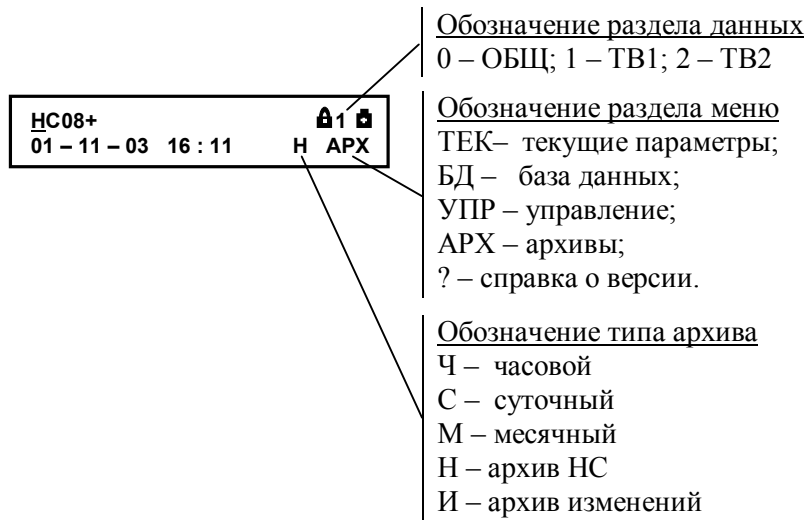 Обозначение раздела данных
0 – ОБЩ; 1 – ТВ1; 2 – ТВ2
НС08+ 1
01 – 11 – 03 16 : 11 Н АРХ
Обозначение раздела меню
ТЕК– текущие параметры;
БД – база данных;
УПР – управление;
АРХ – архивы;
? – справка о версии.
Обозначение типа архива
Ч – часовой
С – суточный
М – месячный
Н – архив НС
И – архив изменений